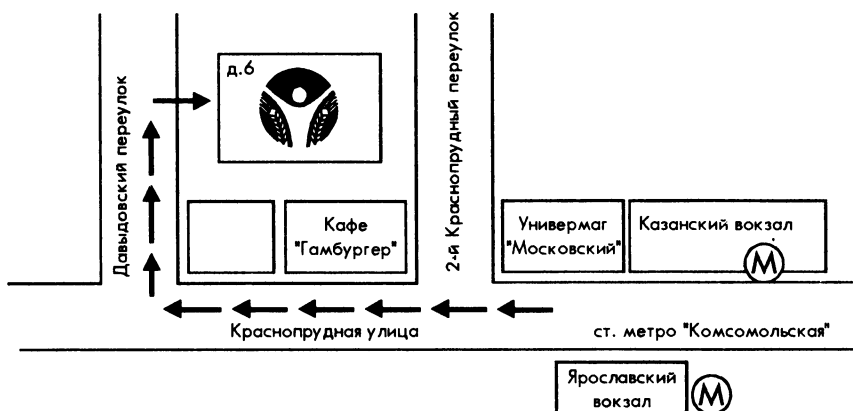 д.6
Давыдовский переулок
2-й Краснопрудный переулок
Кафе
"Гамбургер"
Универмаг
"Московский"
Казанский вокзал
М
Краснопрудная улица
ст. метро "Комсомольская"
Ярославский
вокзал
М